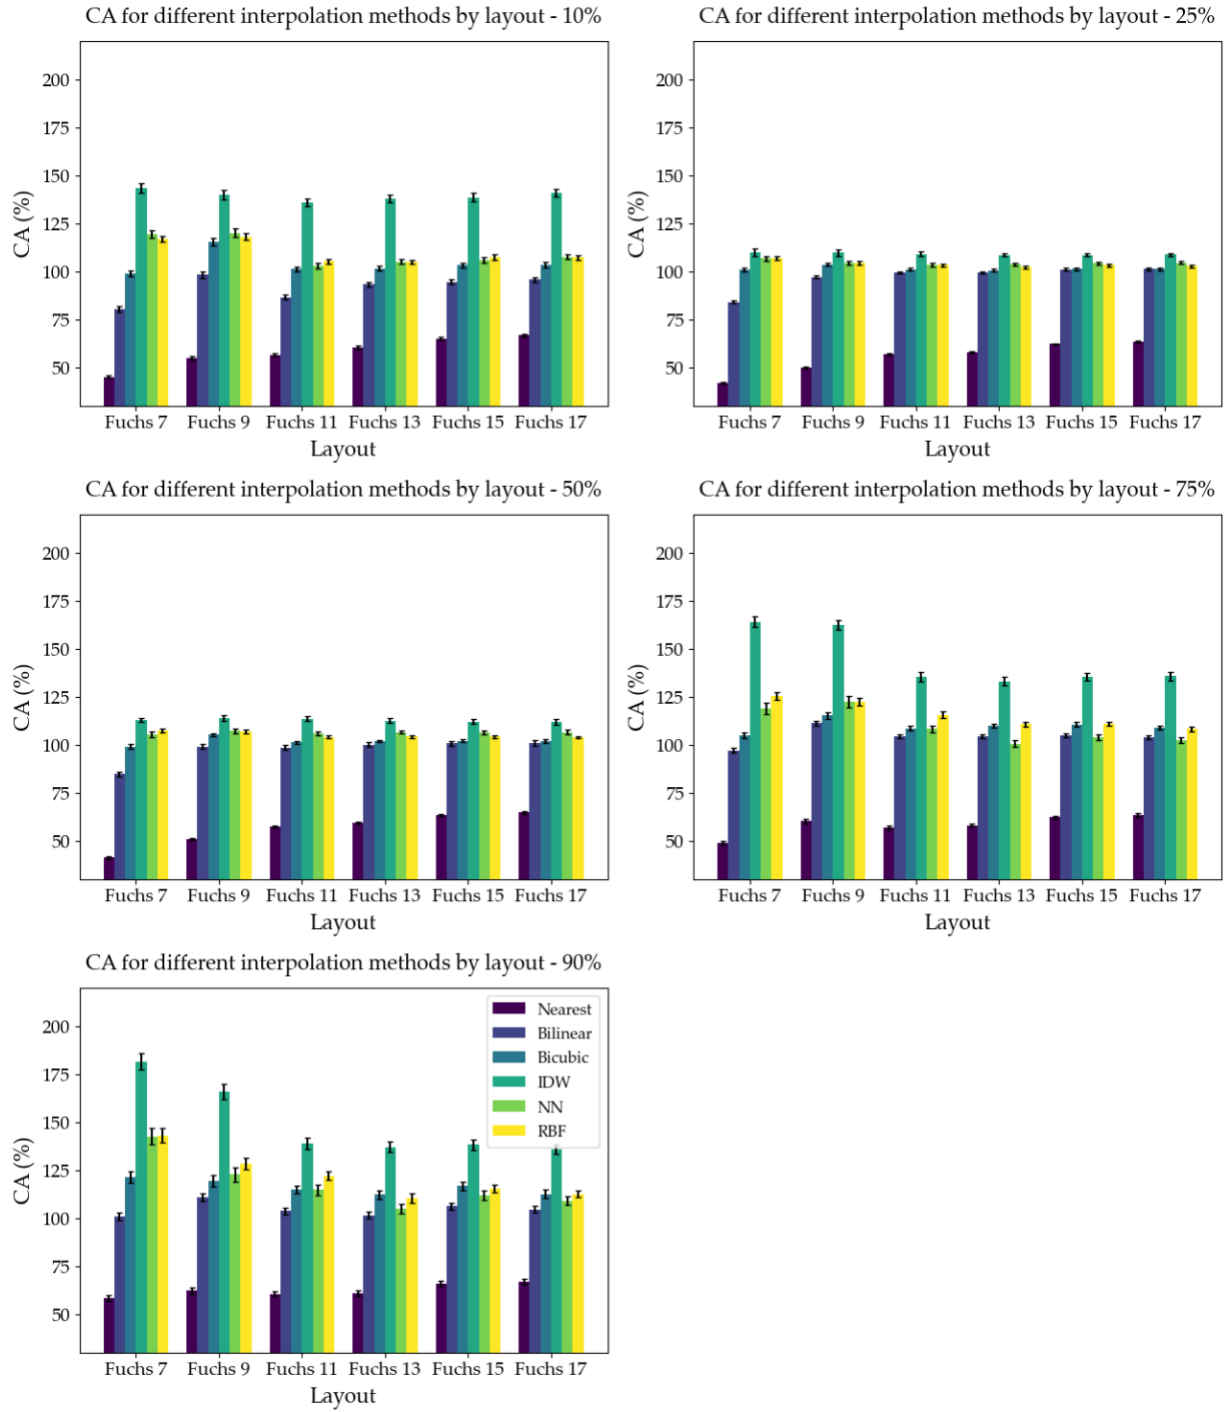 CA for different interpolation methods by layout - 10%
CA (%)
200
175
150
125
100
75
50
Fuchs 7 Fuchs 9 Fuchs 11 Fuchs 13 Fuchs 15 Fuchs 17
Layout
CA for different interpolation methods by layout - 25%
CA (%)
200
175
150
125
100
75
50
Fuchs 7 Fuchs 9 Fuchs 11 Fuchs 13 Fuchs 15 Fuchs 17
Layout
CA for different interpolation methods by layout - 50%
CA (%)
200
175
150
125
100
75
50
Fuchs 7 Fuchs 9 Fuchs 11 Fuchs 13 Fuchs 15 Fuchs 17
Layout
CA for different interpolation methods by layout - 75%
CA (%)
200
175
150
125
100
75
50
Fuchs 7 Fuchs 9 Fuchs 11 Fuchs 13 Fuchs 15 Fuchs 17
Layout
CA for different interpolation methods by layout - 90%
CA (%)
200
175
150
125
100
75
50
Nearest
Bilinear
Bicubic
IDW
NN
RBF
Fuchs 7 Fuchs 9 Fuchs 11 Fuchs 13 Fuchs 15 Fuchs 17
Layout